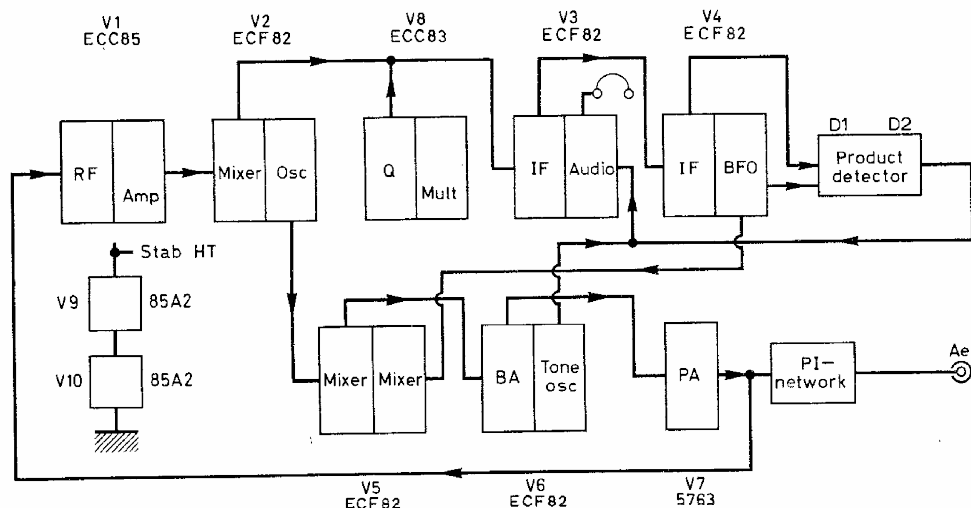 V1
ECC85
V2
ECF82
V8
ECC83
V3
ECF82
V4
ECF82
RF
Amp
Mixer
Osc
Q
Mult
IF
Audio
IF
BFO
D1 D2
Product
detector
Stab HT
V9
85A2
V10
85A2
Mixer
Mixer
BA
Tone
osc
PA
PI-
network
Ae
V5
ECF82
V6
ECF82
V7
5763